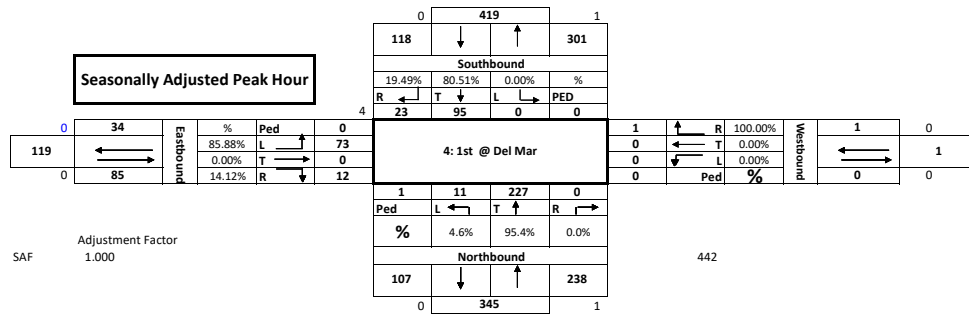 0 419 1
118 301
Southbound
Seasonally Adjusted Peak Hour
19.49% 80.51% 0.00% %
R T L PED
4 23 95 0 0
0 34 Eastbound % Ped 0 4: 1st @ Del Mar 1 R 100.00% Westbound 1 0
119 85.88% L 73 0 T 0.00% 1
0.00% T 0 0 L 0.00%
0 85 14.12% R 12 0 Ped % 0 0
1 11 227 0
Ped L T R
% 4.6% 95.4% 0.0%
Adjustment Factor
SAF 1.000 Northbound 442
107 238
0 345 1